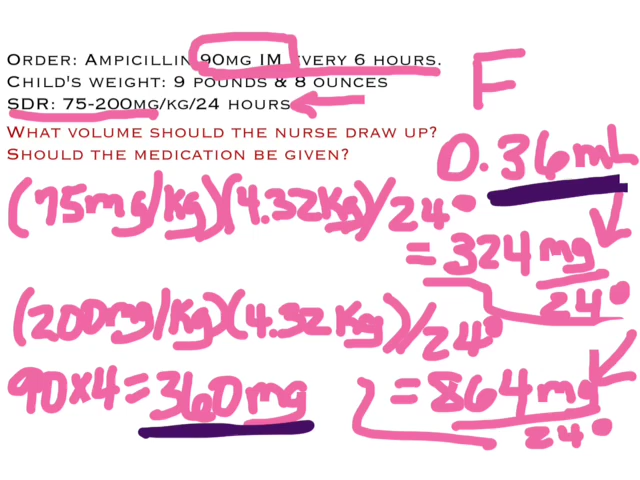 Order: Ampicillin 90mg IM every 6 hours.
Child's weight: 9 pounds & 8 ounces
SDR: 75-200mg/kg/24 hours
What volume should the nurse draw up?
Should the medication be given?
F
0.36mL
(75mg/kg)(4.32kg)/24°
= 324mg
24°
(200mg/kg)(4.32kg)/24°
90x4=360mg
= 864mg
24°